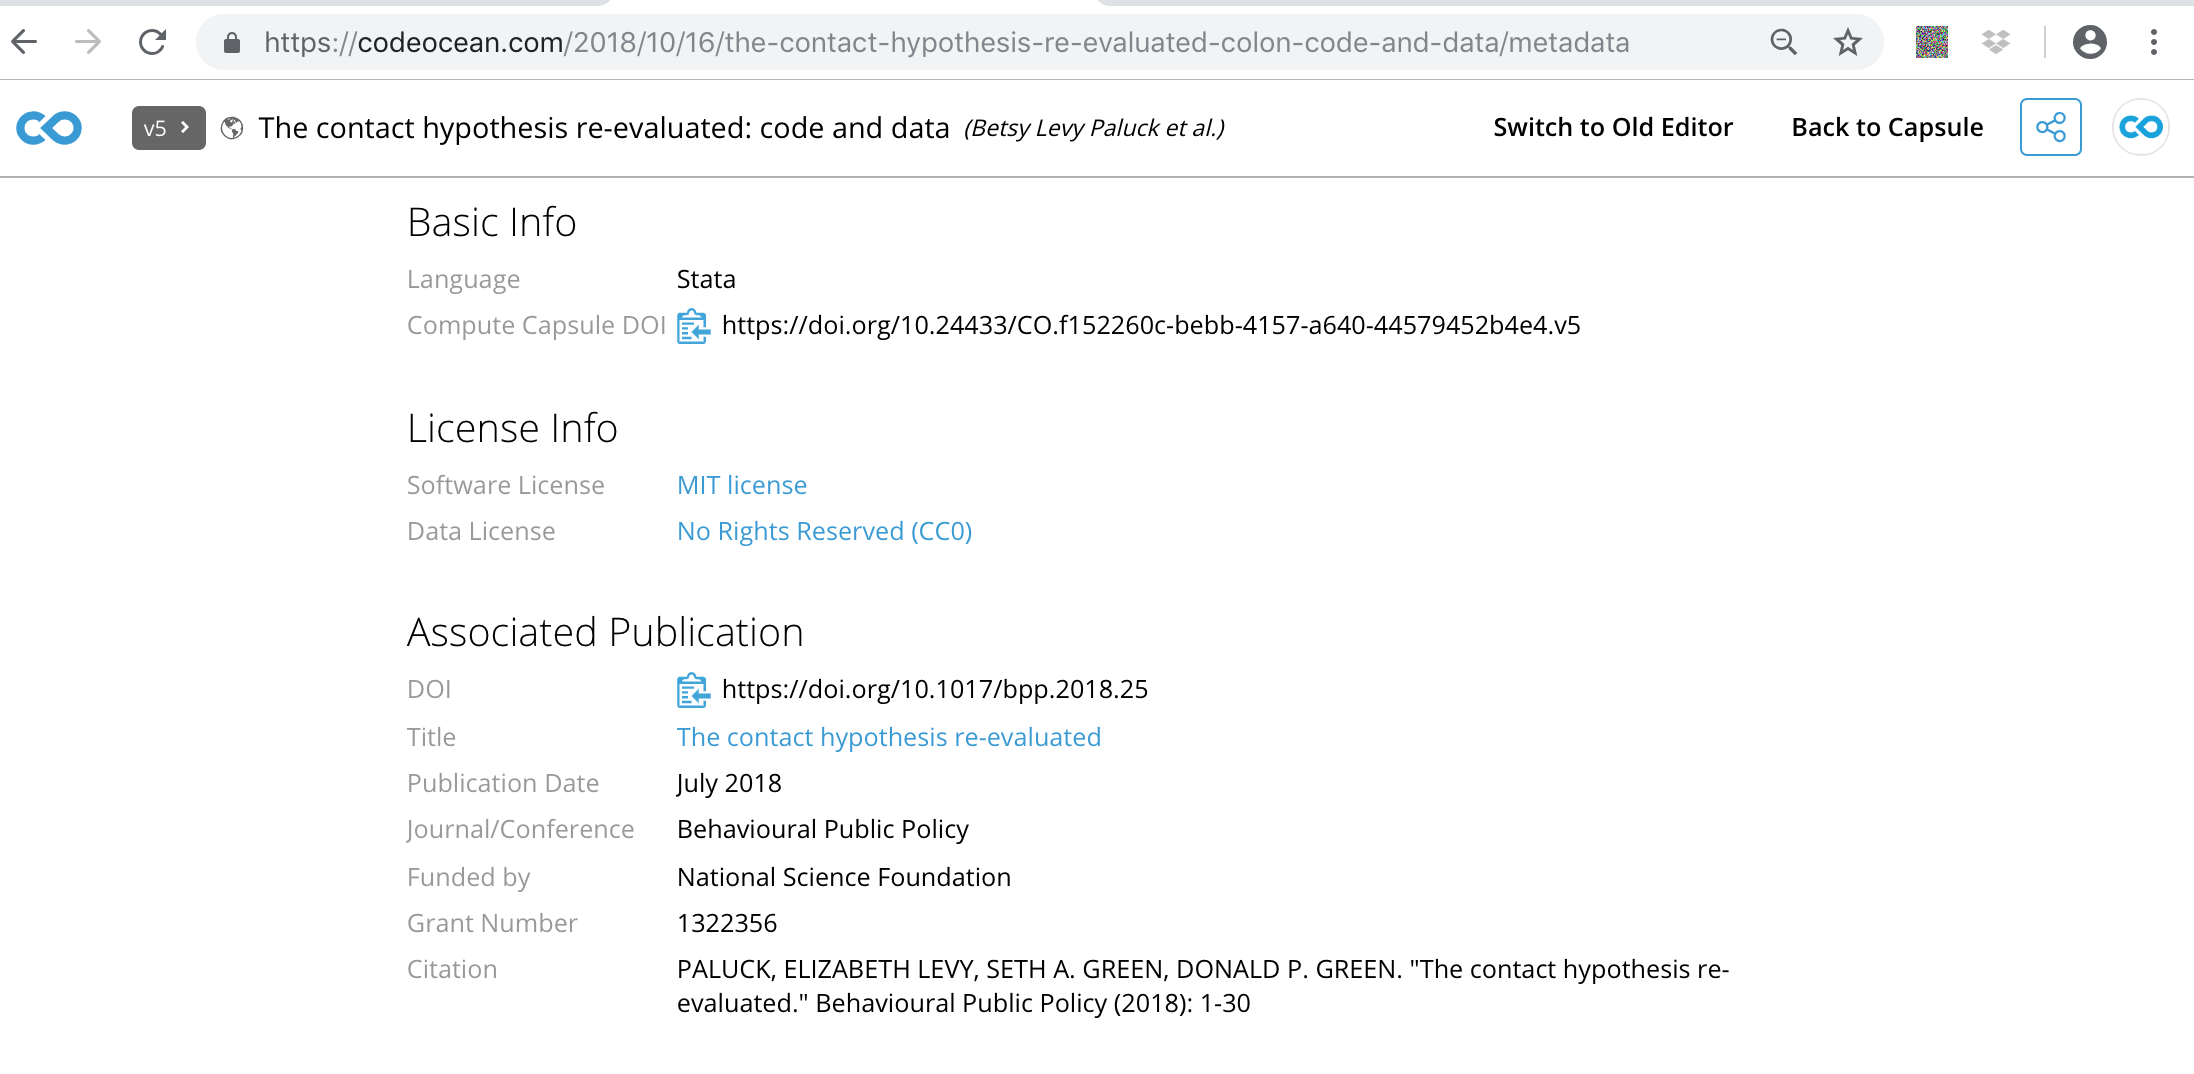 https://codeocean.com/2018/10/16/the-contact-hypothesis-re-evaluated-colon-code-and-data/metadata
v5 The contact hypothesis re-evaluated: code and data (Betsy Levy Paluck et al.) Switch to Old Editor Back to Capsule
Basic Info
Language Stata
Compute Capsule DOI https://doi.org/10.24433/CO.f152260c-bebb-4157-a640-44579452b4e4.v5
License Info
Software License MIT license
Data License No Rights Reserved (CC0)
Associated Publication
DOI https://doi.org/10.1017/bpp.2018.25
Title The contact hypothesis re-evaluated
Publication Date July 2018
Journal/Conference Behavioural Public Policy
Funded by National Science Foundation
Grant Number 1322356
Citation PALUCK, ELIZABETH LEVY, SETH A. GREEN, DONALD P. GREEN. "The contact hypothesis re-
evaluated." Behavioural Public Policy (2018): 1-30